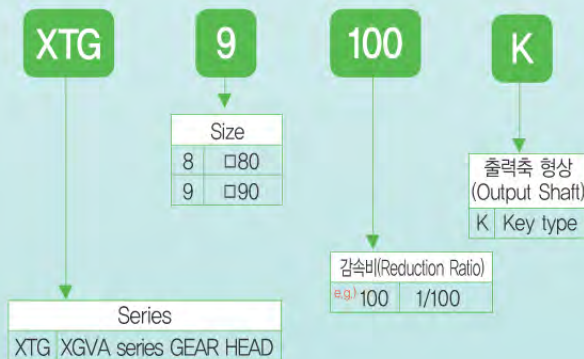 XTG 9 100 K
Size
8 □80
9 □90
출력축 형상
(Output Shaft)
K Key type
감속비(Reduction Ratio)
e.g.) 100 1/100
Series
XTG XGVA series GEAR HEAD